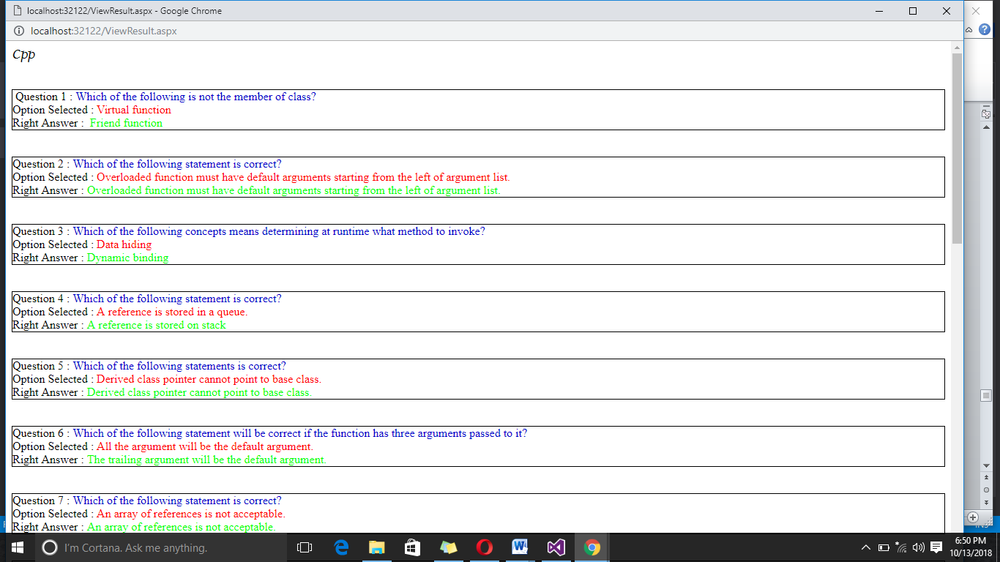 localhost:32122/ViewResult.aspx - Google Chrome
localhost:32122/ViewResult.aspx
Cpp
Question 1 : Which of the following is not the member of class?
Option Selected : Virtual function
Right Answer : Friend function
Question 2 : Which of the following statement is correct?
Option Selected : Overloaded function must have default arguments starting from the left of argument list.
Right Answer : Overloaded function must have default arguments starting from the left of argument list.
Question 3 : Which of the following concepts means determining at runtime what method to invoke?
Option Selected : Data hiding
Right Answer : Dynamic binding
Question 4 : Which of the following statement is correct?
Option Selected : A reference is stored in a queue.
Right Answer : A reference is stored on stack
Question 5 : Which of the following statements is correct?
Option Selected : Derived class pointer cannot point to base class.
Right Answer : Derived class pointer cannot point to base class.
Question 6 : Which of the following statement will be correct if the function has three arguments passed to it?
Option Selected : All the argument will be the default argument.
Right Answer : The trailing argument will be the default argument.
Question 7 : Which of the following statement is correct?
Option Selected : An array of references is not acceptable.
Right Answer : An array of references is not acceptable.
I'm Cortana. Ask me anything.
6:50 PM
10/13/2018